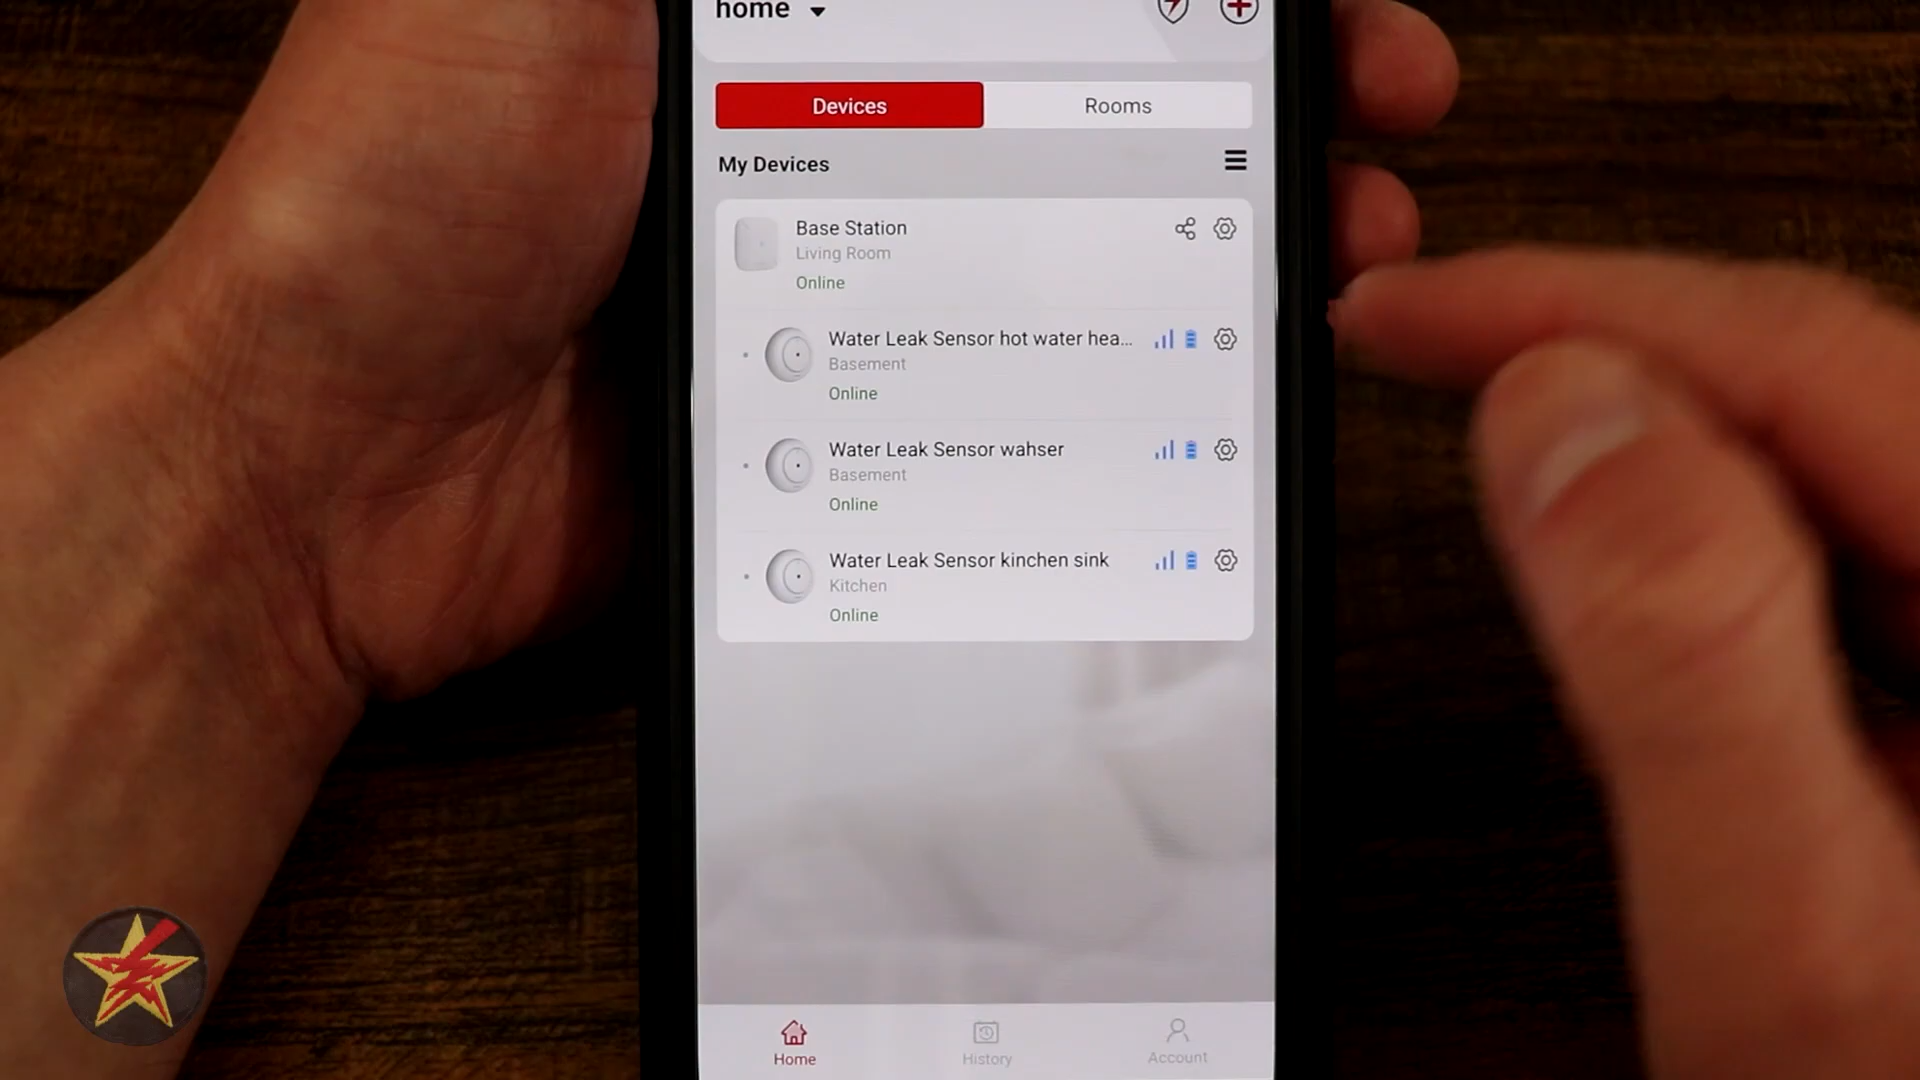 home
Devices
Rooms
My Devices
Base Station
Living Room
Online
Water Leak Sensor hot water hea...
Basement
Online
Water Leak Sensor wahser
Basement
Online
Water Leak Sensor kinchen sink
Kitchen
Online
Home
History
Account